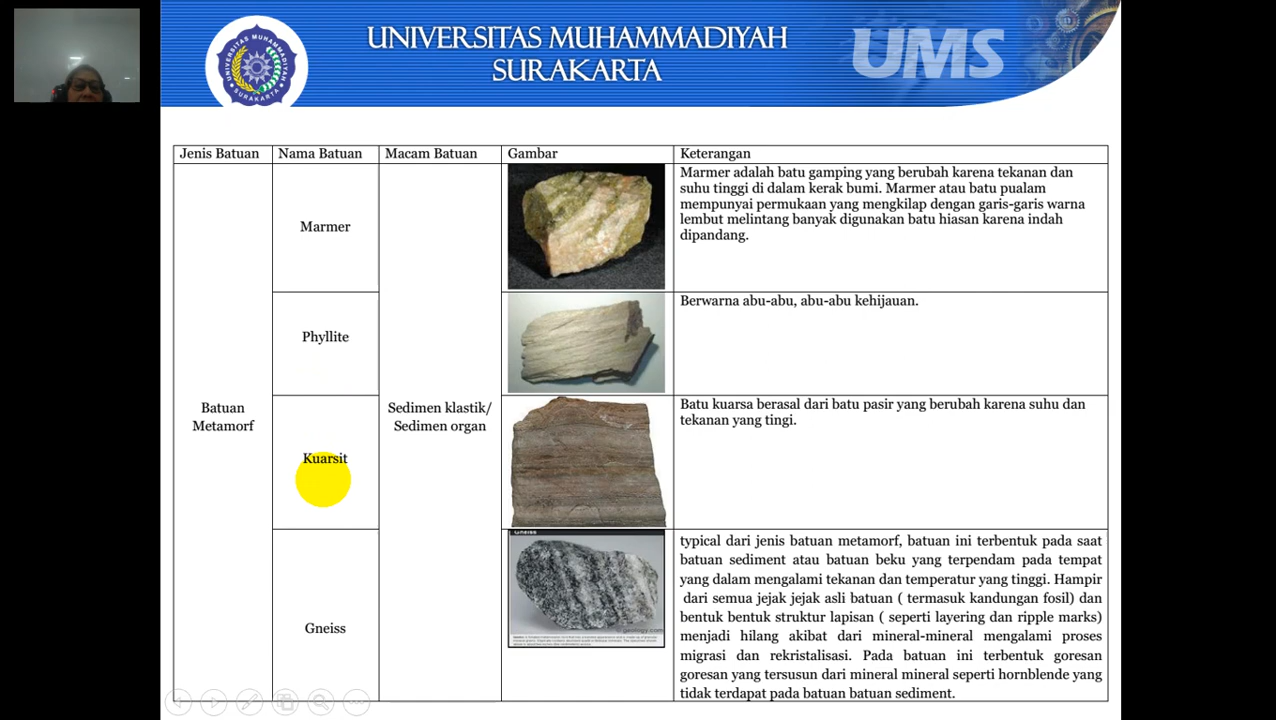 UNIVERSITAS MUHAMMADIYAH
SURAKARTA
UMS
UNIVERSITAS MUHAMMADIYAH
SURAKARTA
Jenis Batuan
Nama Batuan
Macam Batuan
Gambar
Keterangan
Batuan
Metamorf
Sedimen klastik/
Sedimen organ
Marmer
Marmer adalah batu gamping yang berubah karena tekanan dan
suhu tinggi di dalam kerak bumi. Marmer atau batu pualam
mempunyai permukaan yang mengkilap dengan garis-garis warna
lembut melintang banyak digunakan batu hiasan karena indah
dipandang.
Phyllite
Berwarna abu-abu, abu-abu kehijauan.
Kuarsit
Batu kuarsa berasal dari batu pasir yang berubah karena suhu dan
tekanan yang tingi.
Gneiss
Gneiss
© geology.com
typical dari jenis batuan metamorf, batuan ini terbentuk pada saat
batuan sediment atau batuan beku yang terpendam pada tempat
yang dalam mengalami tekanan dan temperatur yang tinggi. Hampir
dari semua jejak jejak asli batuan ( termasuk kandungan fosil) dan
bentuk bentuk struktur lapisan ( seperti layering dan ripple marks)
menjadi hilang akibat dari mineral-mineral mengalami proses
migrasi dan rekristalisasi. Pada batuan ini terbentuk goresan
goresan yang tersusun dari mineral mineral seperti hornblende yang
tidak terdapat pada batuan batuan sediment.